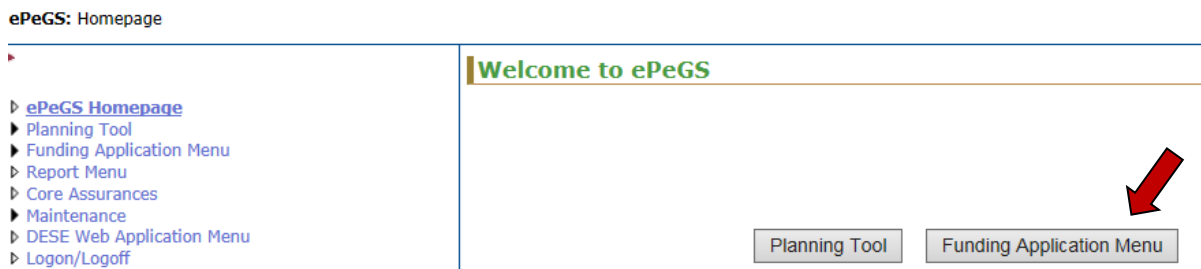 ePeGS: Homepage
ePeGS Homepage
Planning Tool
Funding Application Menu
Report Menu
Core Assurances
Maintenance
DESE Web Application Menu
Logon/Logoff
Welcome to ePeGS
Planning Tool
Funding Application Menu